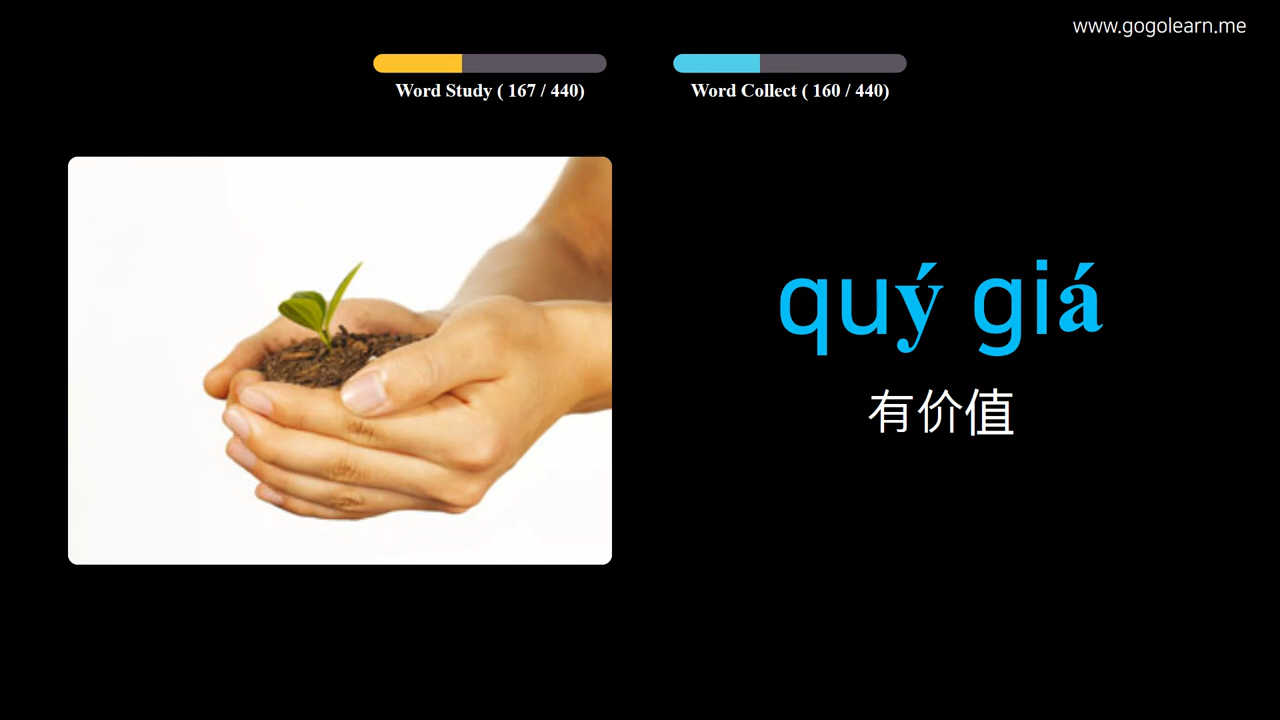 www.gogolearn.me
Word Study ( 167 / 440)
Word Collect ( 160 / 440)
quý giá
有价值